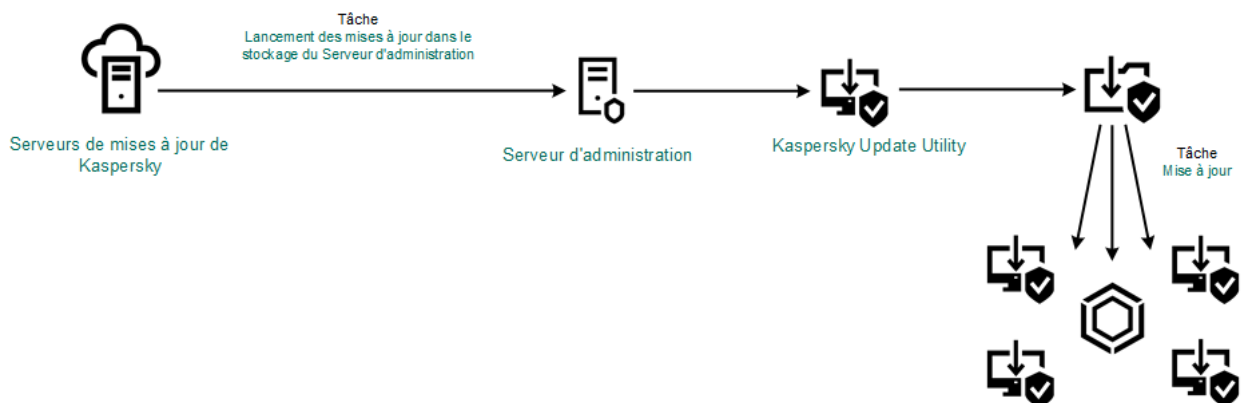 Tâche
Lancement des mises à jour dans le
stockage du Serveur d'administration
Serveurs de mises à jour de
Kaspersky
Serveur d'administration
Kaspersky Update Utility
Tâche
Mise à jour